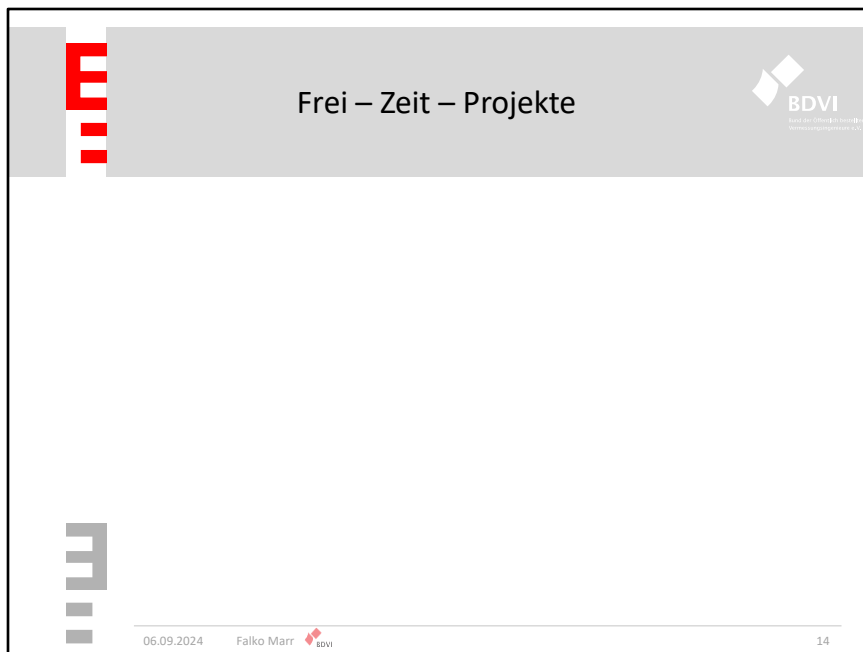 Frei – Zeit – Projekte
BDVI
06.09.2024 Falko Marr BDVI 14